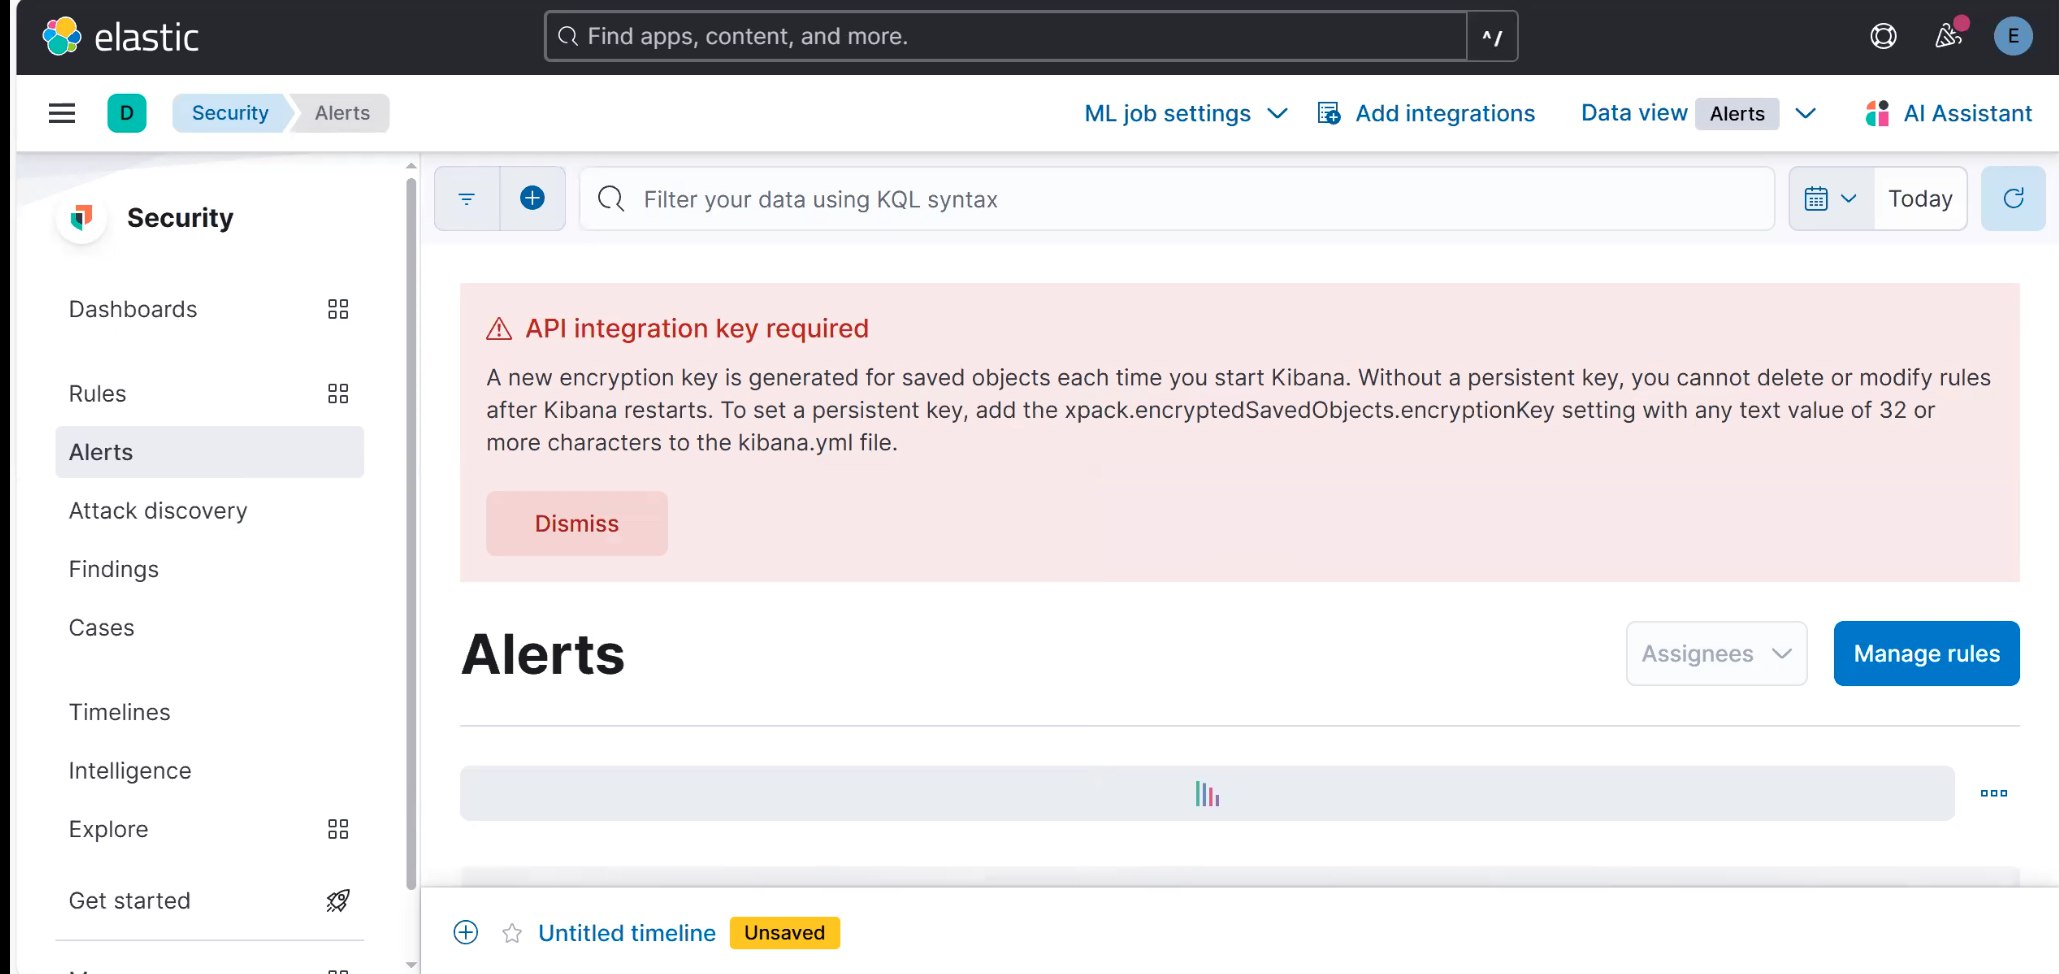 elastic
Find apps, content, and more.
^/
E
D
Security
Alerts
ML job settings
Add integrations
Data view
Alerts
AI Assistant
Security
Dashboards
Rules
Alerts
Attack discovery
Findings
Cases
Timelines
Intelligence
Explore
Get started
Filter your data using KQL syntax
Today
API integration key required
A new encryption key is generated for saved objects each time you start Kibana. Without a persistent key, you cannot delete or modify rules
after Kibana restarts. To set a persistent key, add the xpack.encryptedSavedObjects.encryptionKey setting with any text value of 32 or
more characters to the kibana.yml file.
Dismiss
Alerts
Assignees
Manage rules
Untitled timeline
Unsaved